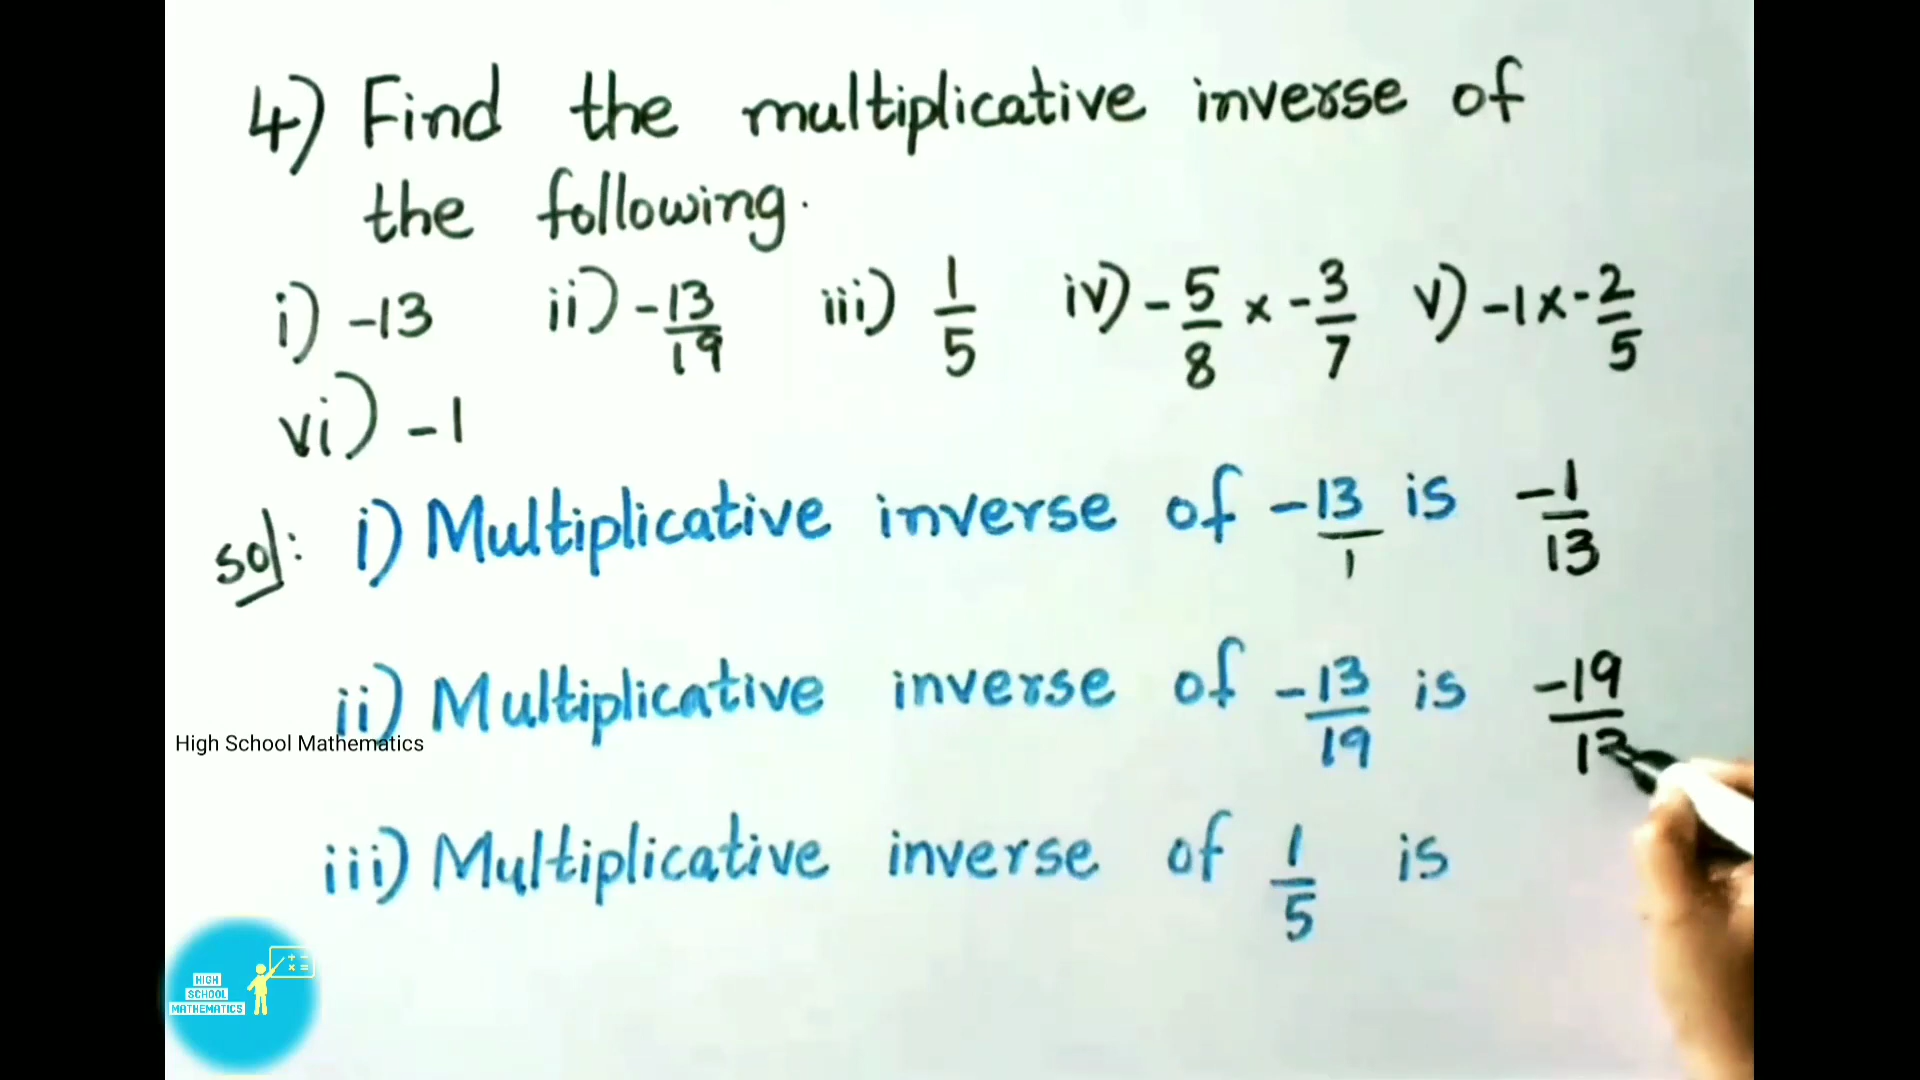 4) Find the multiplicative inverse of
the following.
i) -13 ii) -13/19 iii) 1/5 iv) -5/8 x -3/7 v) -1 x -2/5
vi) -1
Sol: i) Multiplicative inverse of -13/1 is -1/13
ii) Multiplicative inverse of -13/19 is -19/13
High School Mathematics
iii) Multiplicative inverse of 1/5 is
HIGH
SCHOOL
MATHEMATICS